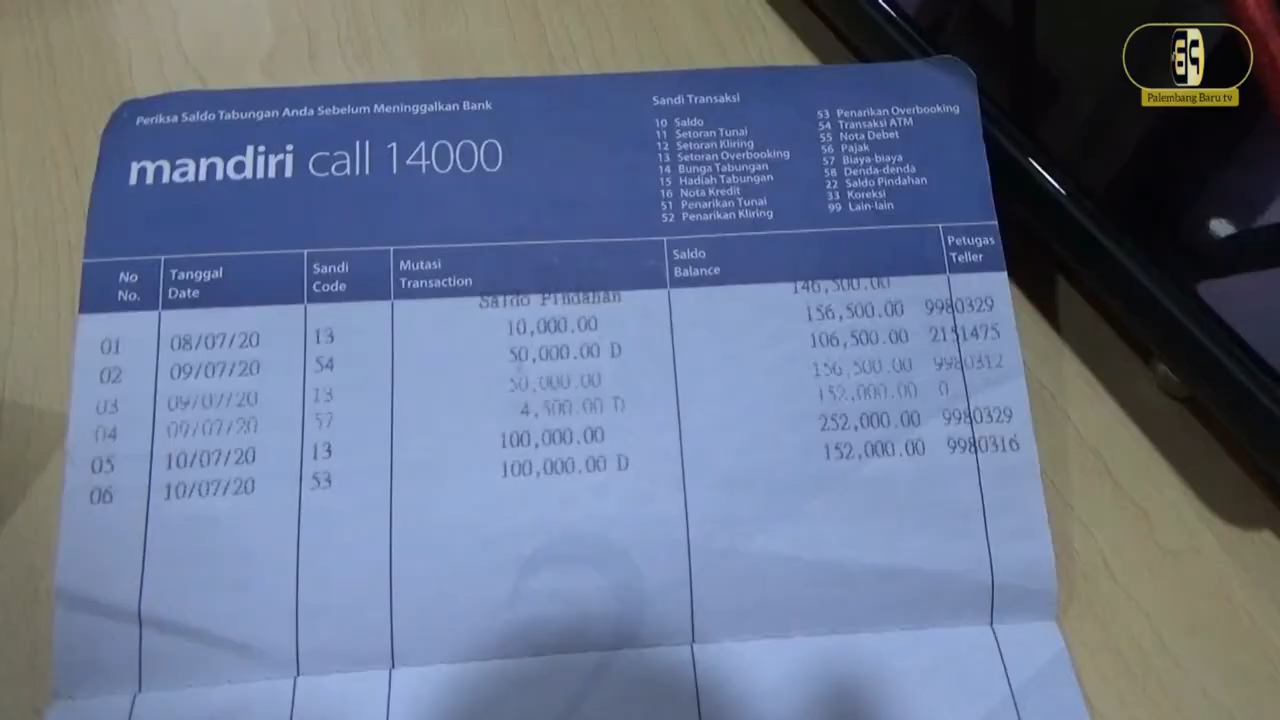 Palembang Baru tv
Periksa Saldo Tabungan Anda Sebelum Meninggalkan Bank
mandiri call 14000
Sandi Transaksi
10 Saldo
11 Setoran Tunai
12 Setoran Kliring
13 Setoran Overbooking
14 Bunga Tabungan
15 Hadiah Tabungan
16 Nota Kredit
51 Penarikan Tunai
52 Penarikan Kliring
53 Penarikan Overbooking
54 Transaksi ATM
55 Nota Debet
56 Pajak
57 Biaya-biaya
58 Denda-denda
22 Saldo Pindahan
33 Koreksi
99 Lain-lain
No Tanggal Sandi Mutasi Saldo Petugas
No. Date Code Transaction Balance Teller
Saldo Pindahan 146,500.00
01 08/07/20 13 10,000.00 156,500.00 9980329
02 09/07/20 54 50,000.00 D 106,500.00 2151475
03 09/07/20 13 50,000.00 156,500.00 9980312
04 09/07/20 57 4,500.00 D 152,000.00 0
05 10/07/20 13 100,000.00 252,000.00 9980329
06 10/07/20 53 100,000.00 D 152,000.00 9980316